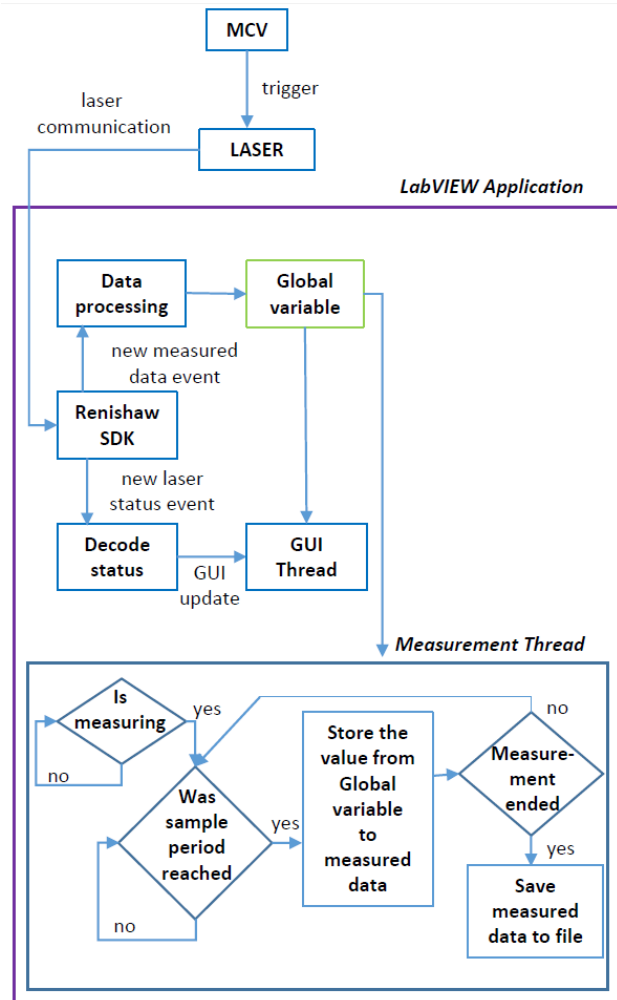 MCV
trigger
laser
communication
LASER
LabVIEW Application
Data
processing
Global
variable
new measured
data event
Renishaw
SDK
new laser
status event
Decode
status
GUI
update
GUI
Thread
Measurement Thread
Is
measuring
yes
no
Was
sample
period
reached
yes
no
Store the
value from
Global
variable
to
measured
data
no
Measure-
ment
ended
yes
Save
measured
data to file